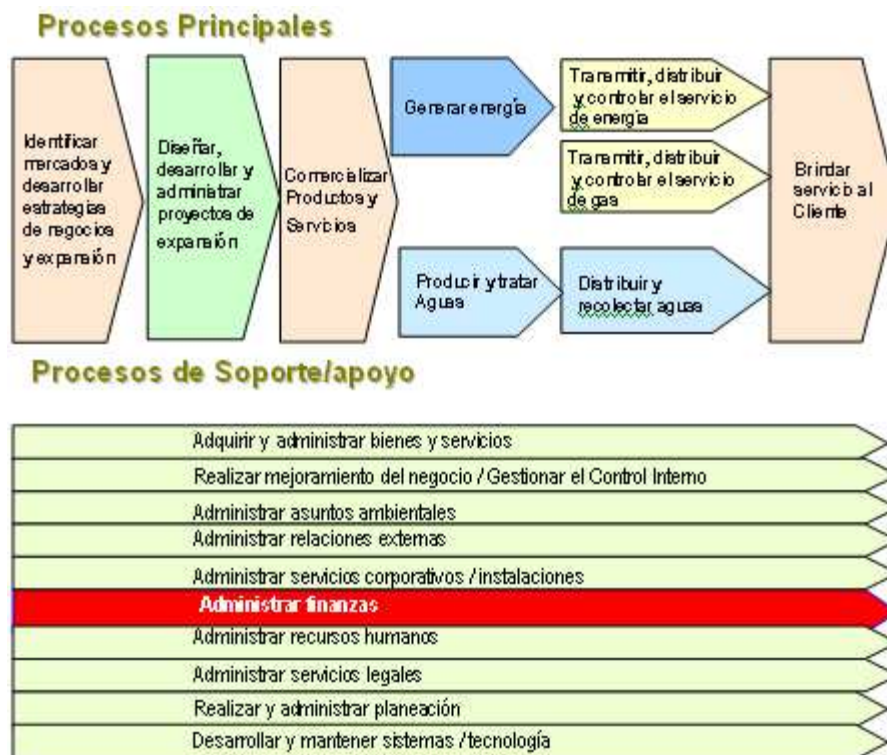 Procesos Principales
Identificar
mercados y
desarrollar
estrategias
de negocios
y expansión
Diseñar,
desarrollar y
administrar
proyectos de
expansión
Comercializar
Productos y
Servicios
Generar energía
Transmitir, distribuir
y controlar el servicio
de energía
Transmitir, distribuir
y controlar el servicio
de gas
Producir y tratar
Aguas
Distribuir y
recolectar aguas
Brindar
servicio al
Cliente
Procesos de Soporte/apoyo
Adquirir y administrar bienes y servicios
Realizar mejoramiento del negocio / Gestionar el Control Interno
Administrar asuntos ambientales
Administrar relaciones externas
Administrar servicios corporativos / instalaciones
Administrar finanzas
Administrar recursos humanos
Administrar servicios legales
Realizar y administrar planeación
Desarrollar y mantener sistemas / tecnología